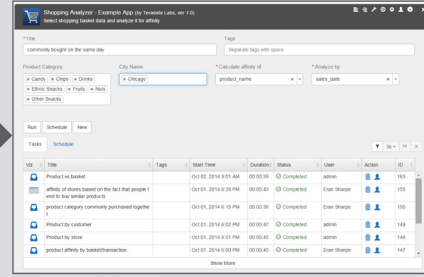 Shopping Analyzer - Example App (by Teradata Labs, ver 1.0)
Select shopping basket data and analyze it for affinity
*Title
Tags
commonly bought on the same day
Separate tags with space
Product Category
City Name
*Calculate affinity of
*Analyze by
× Candy × Chips × Drinks
× Chicago
product_name
sales_date
× Ethnic Snacks × Fruits × Nuts
× Other Snacks
Run Schedule New
Tasks Schedule
Viz Title Tags Start Time Duration Status User Action ID
Product vs basket Oct 02, 2014 9:01 AM 00:00:39 Completed admin 163
affinity of stores based on the fact that people tend to buy similar products Oct 01, 2014 6:28 PM 00:00:43 Completed Eran Sharpe 155
product category commonly purchased together Oct 01, 2014 6:15 PM 00:00:38 Completed Eran Sharpe 150
Product by customer Oct 01, 2014 6:02 PM 00:00:47 Completed admin 149
Product by store Oct 01, 2014 6:01 PM 00:00:40 Completed admin 148
product affinity by basket/transaction Oct 01, 2014 6:00 PM 00:00:45 Completed Eran Sharpe 147
Show More